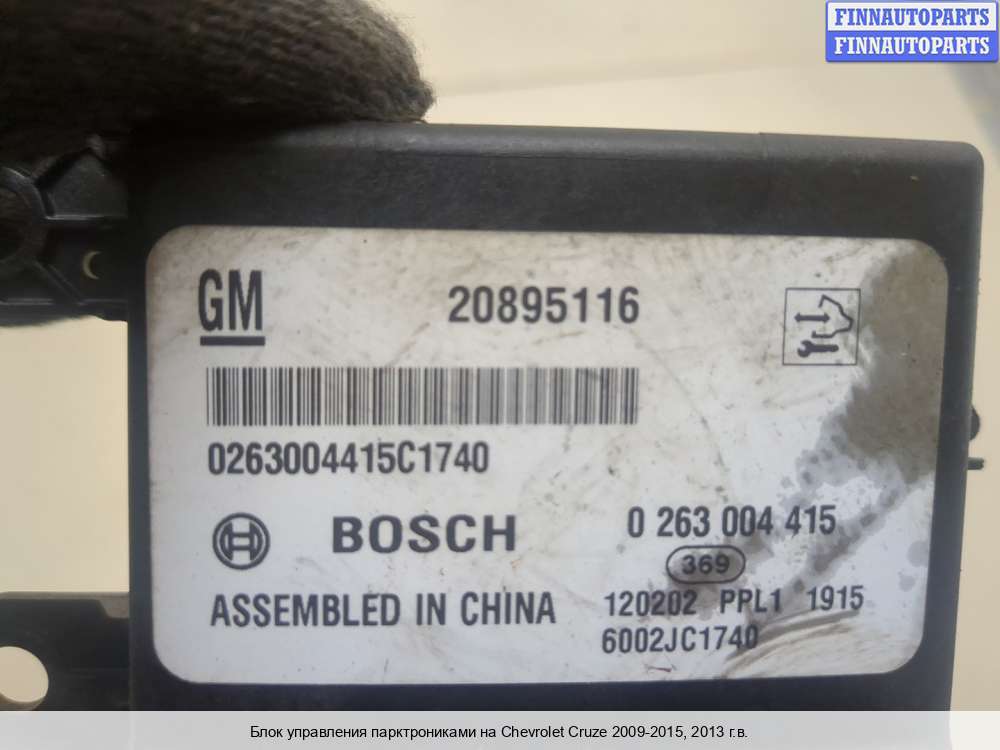 FINNAUTOPARTS
FINNAUTOPARTS
GM 20895116
0263004415C1740
BOSCH 0 263 004 415
369
ASSEMBLED IN CHINA 120202 PPL1 1915
6002JC1740
Блок управления парктрониками на Chevrolet Cruze 2009-2015, 2013 г.в.